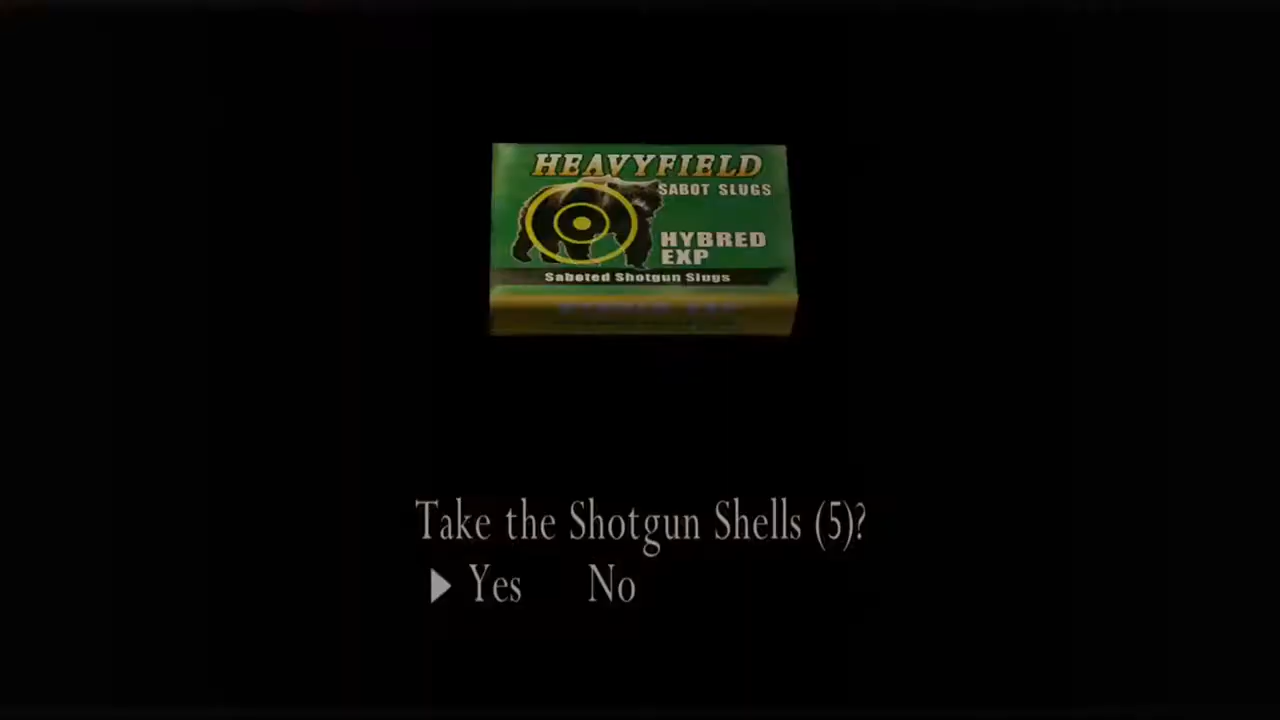 HEAVYFIELD
SABOT SLUGS
HYBRED
EXP
Saboted Shotgun Slugs
Take the Shotgun Shells (5)?
Yes No